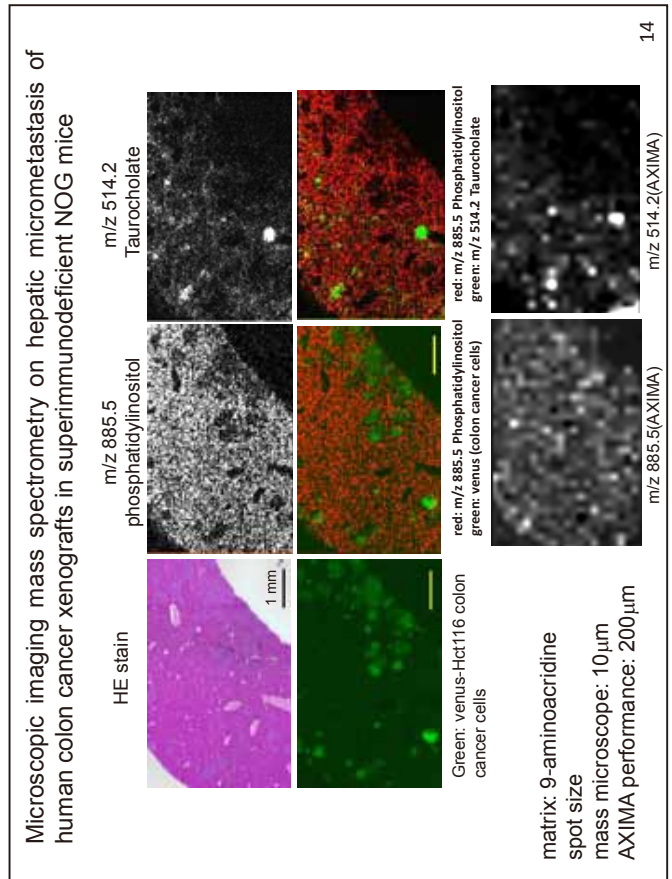 Microscopic imaging mass spectrometry on hepatic micrometastasis of
human colon cancer xenografts in superimmunodeficient NOG mice
HE stain
m/z 885.5
phosphatidylinositol
m/z 514.2
Taurocholate
1 mm
Green: venus-Hct116 colon
cancer cells
red: m/z 885.5 Phosphatidylinositol
green: venus (colon cancer cells)
red: m/z 885.5 Phosphatidylinositol
green: m/z 514.2 Taurocholate
matrix: 9-aminoacridine
spot size
mass microscope: 10μm
AXIMA performance: 200μm
m/z 885.5(AXIMA)
m/z 514.2(AXIMA)
14